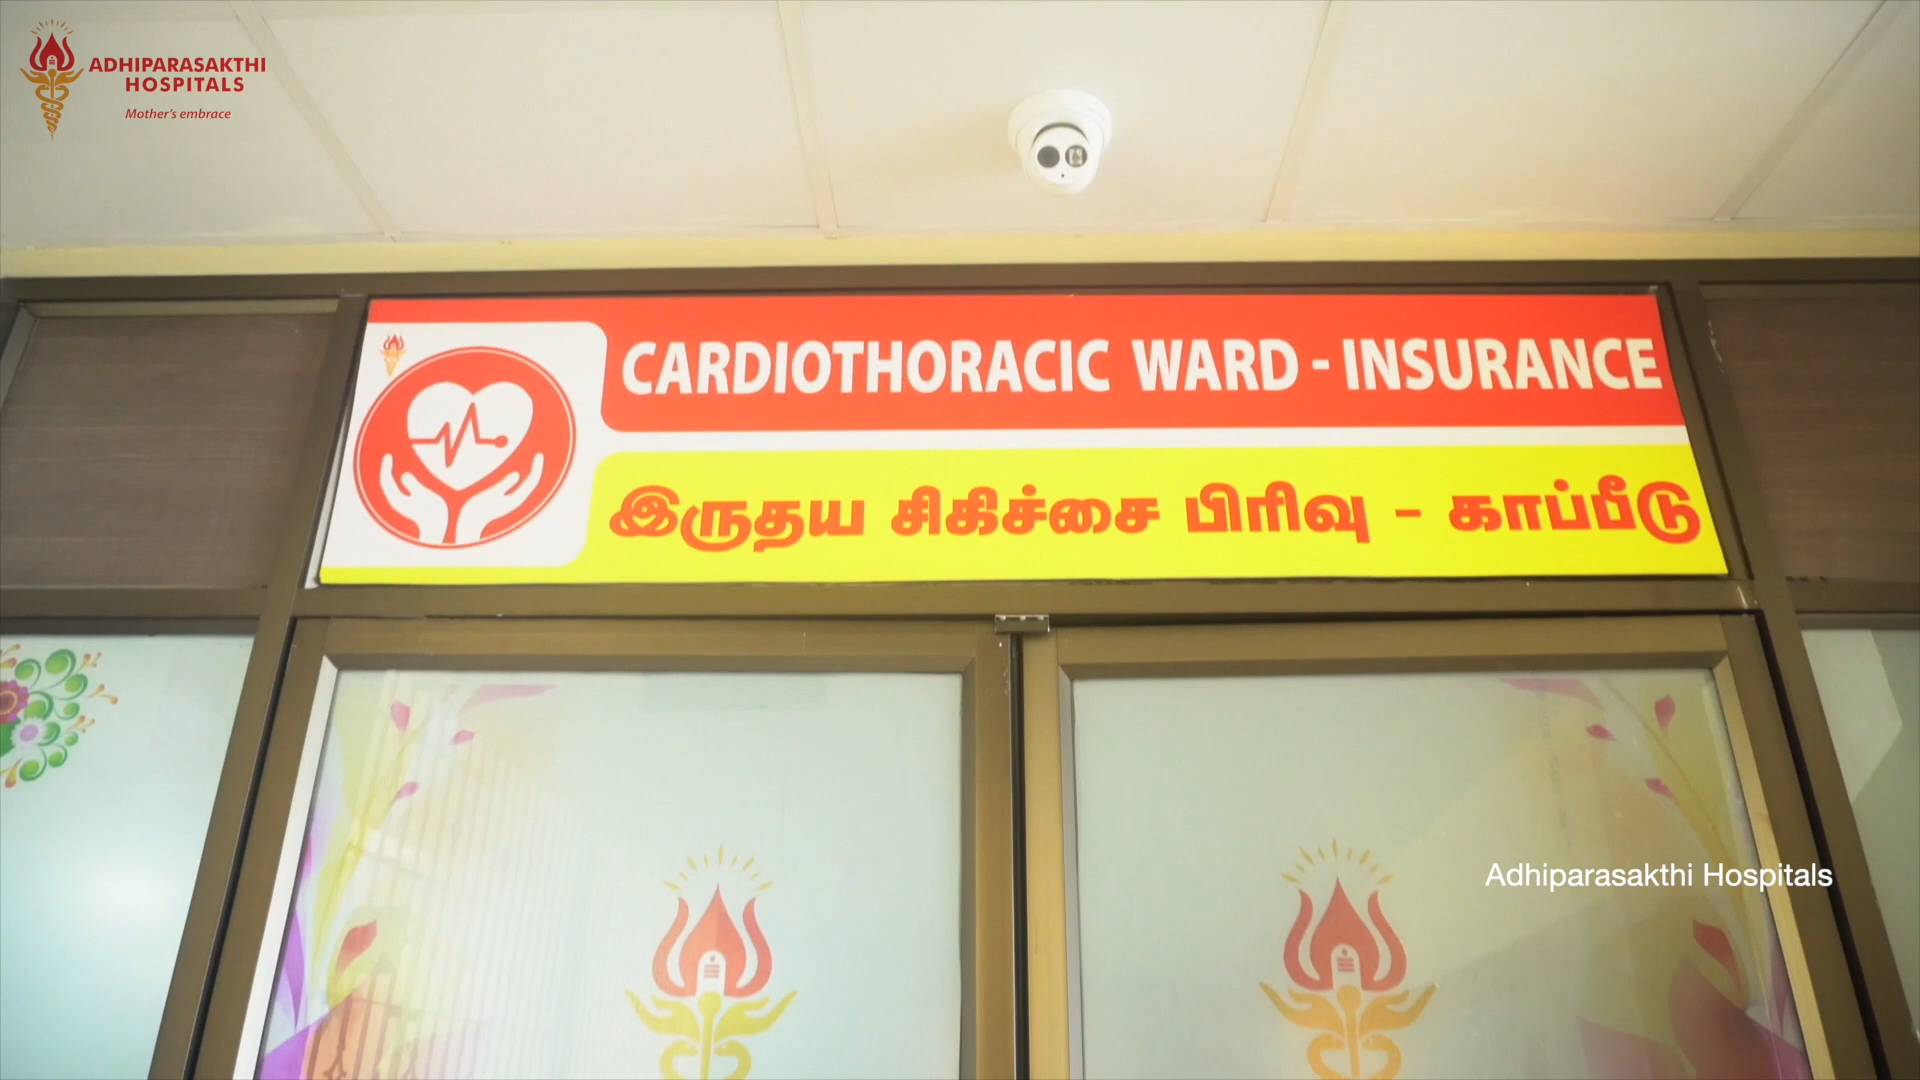 ADHIPARASAKTHI
HOSPITALS
Mother's embrace
CARDIOTHORACIC WARD - INSURANCE
இருதய சிகிச்சை பிரிவு - காப்பீடு
Adhiparasakthi Hospitals